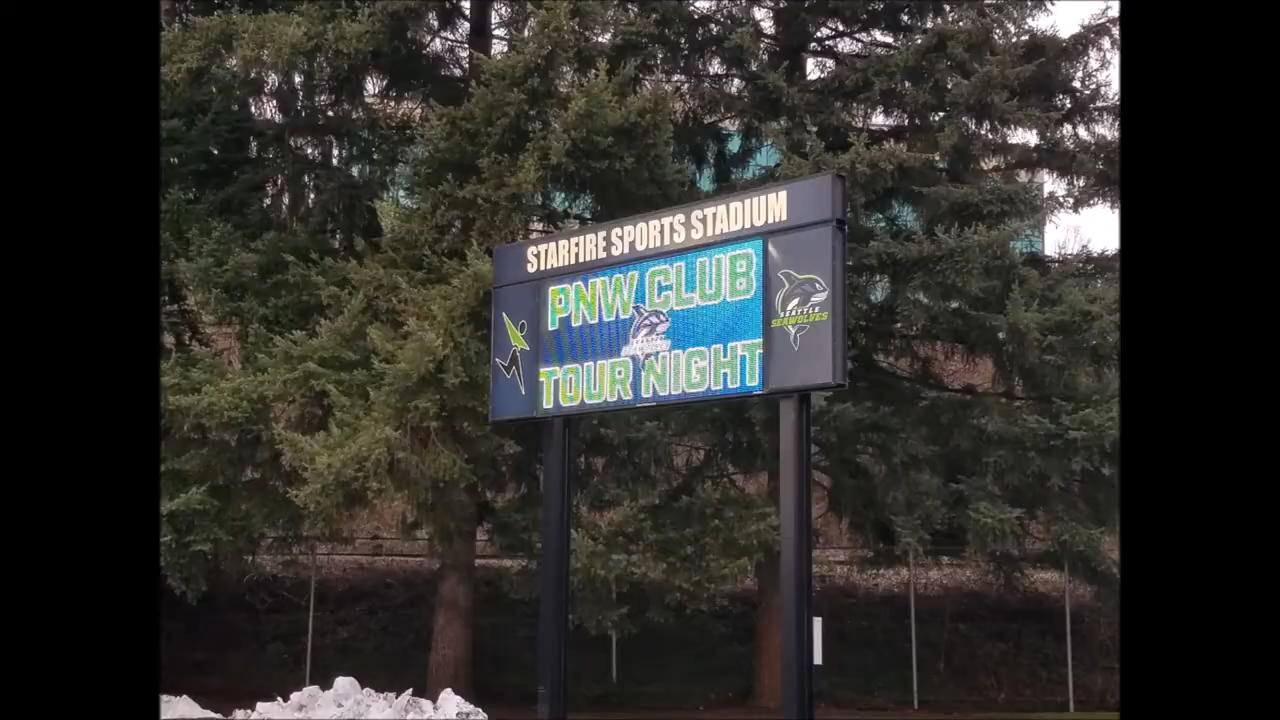 STARFIRE SPORTS STADIUM
PNW CLUB
TOUR NIGHT
SEATTLE
SEAWOLVES